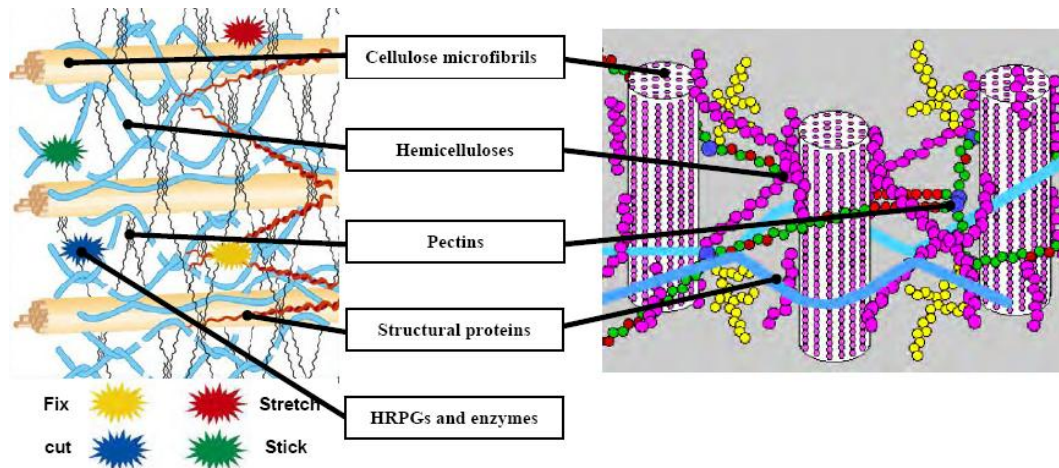 Cellulose microfibrils
Hemicelluloses
Pectins
Structural proteins
HRPGs and enzymes
Fix
Stretch
cut
Stick